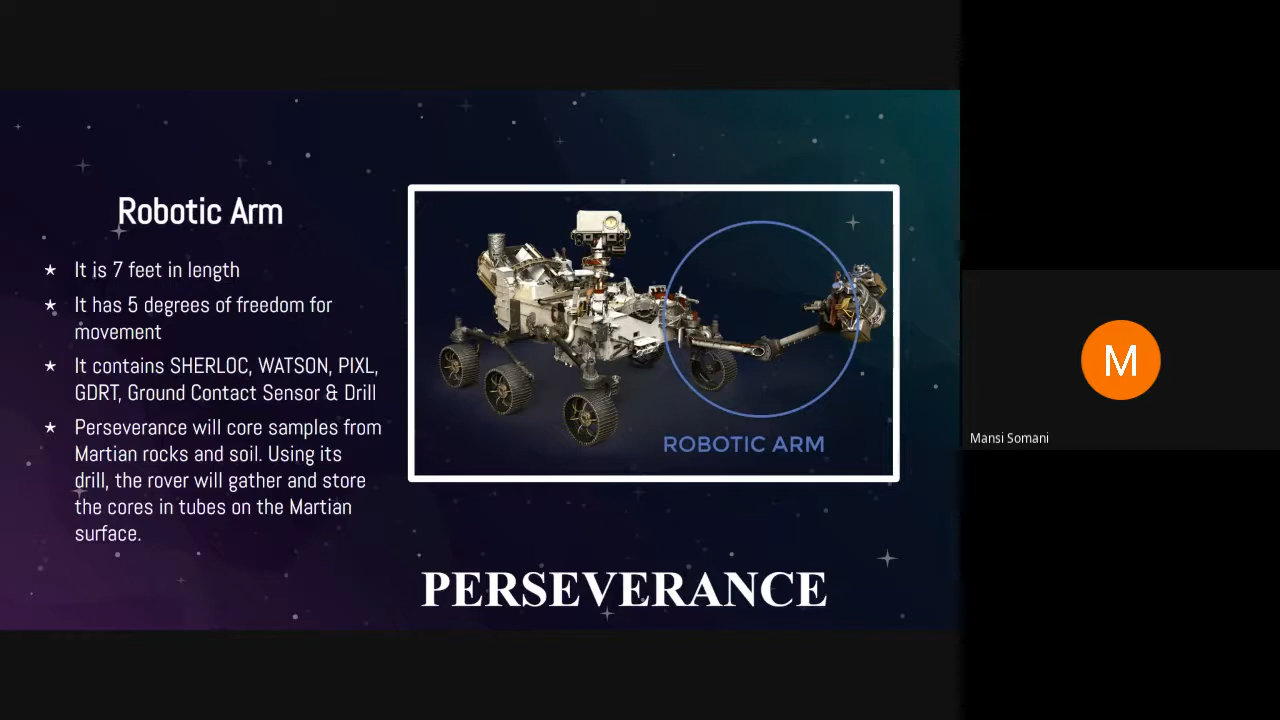 Robotic Arm
★ It is 7 feet in length
★ It has 5 degrees of freedom for
movement
★ It contains SHERLOC, WATSON, PIXL,
GDRT, Ground Contact Sensor & Drill
★ Perseverance will core samples from
Martian rocks and soil. Using its
drill, the rover will gather and store
the cores in tubes on the Martian
surface.
ROBOTIC ARM
PERSEVERANCE
M
Mansi Somani